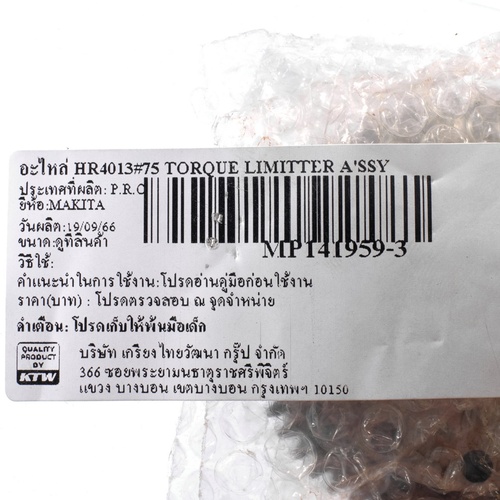 อะไหล่ HR4013#75 TORQUE LIMITTER A'SSY
ประเทศที่ผลิต: P.R.C
ยี่ห้อ:MAKITA
วันผลิต:19/09/66
ขนาด:ดูที่สินค้า
MP141959-3
วิธีใช้:
คำแนะนำในการใช้งาน:โปรดอ่านคู่มือก่อนใช้งาน
ราคา(บาท) : โปรดตรวจสอบ ณ จุดจำหน่าย
คำเตือน: โปรดเก็บให้พ้นมือเด็ก
QUALITY
PRODUCT
BY
KTW
บริษัท เกรียงไทยวัฒนา กรุ๊ป จำกัด
366 ซอยพระยามนธาตุราชศรีพิจิตร์
แขวง บางบอน เขตบางบอน กรุงเทพฯ 10150